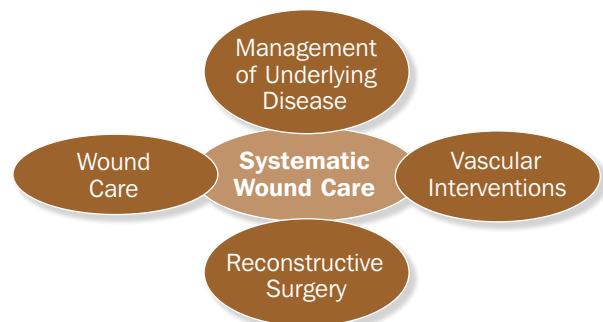 Management
of Underlying
Disease
Wound
Care
Systematic
Wound Care
Vascular
Interventions
Reconstructive
Surgery